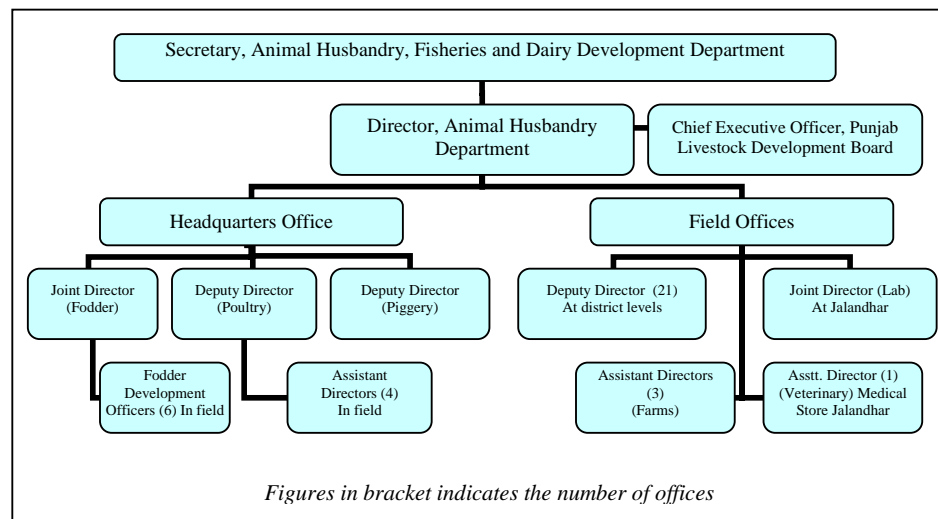 Secretary, Animal Husbandry, Fisheries and Dairy Development Department
Director, Animal Husbandry
Department
Chief Executive Officer, Punjab
Livestock Development Board
Headquarters Office
Field Offices
Joint Director
(Fodder)
Deputy Director
(Poultry)
Deputy Director
(Piggery)
Deputy Director (21)
At district levels
Joint Director (Lab)
At Jalandhar
Fodder
Development
Officers (6) In field
Assistant
Directors (4)
In field
Assistant Directors
(3)
(Farms)
Asstt. Director (1)
(Veterinary) Medical
Store Jalandhar
Figures in bracket indicates the number of offices